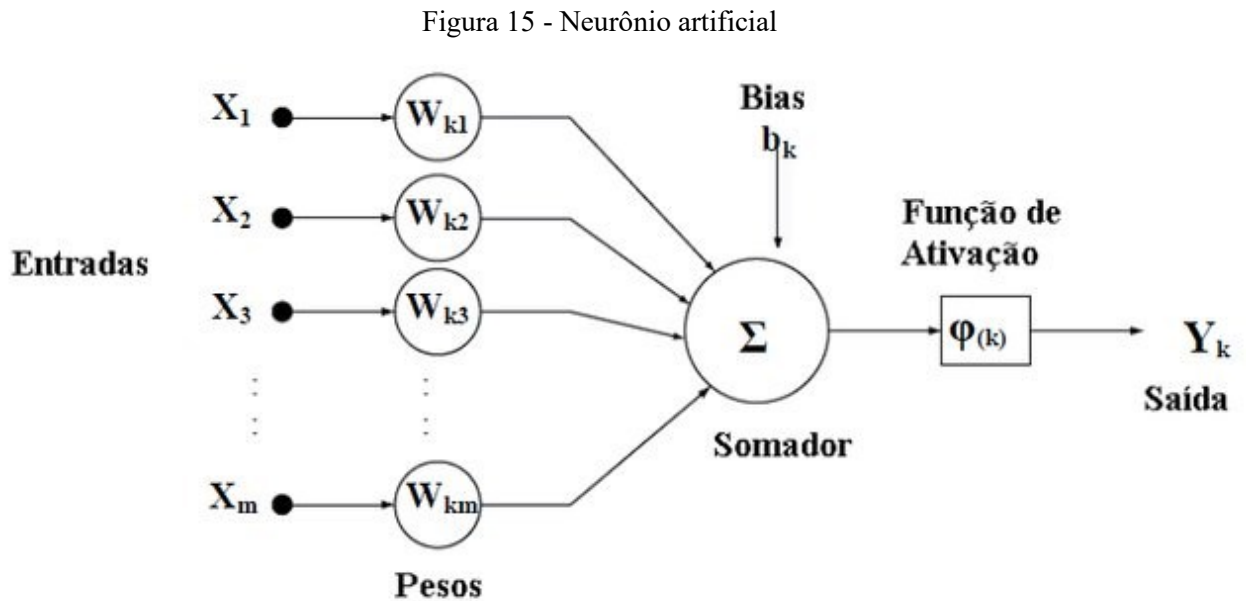 Figura 15 - Neurônio artificial
Entradas
X₁
X₂
X₃
Xₘ
Wₖ₁
Wₖ₂
Wₖ₃
Wₖₘ
Pesos
Bias
bₖ
Σ
Somador
Função de
Ativação
φ₍ₖ₎
Yₖ
Saída